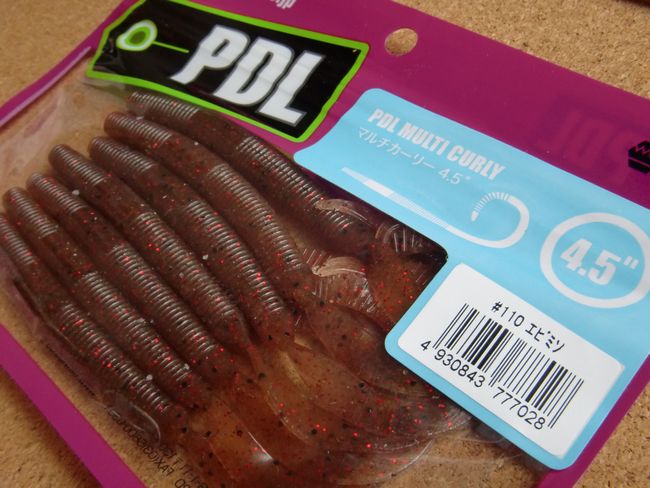 .jp
PDL
PDL MULTI CURLY
マルチカーリー 4.5"
4.5"
#110 エビミソ
4 930843 777028